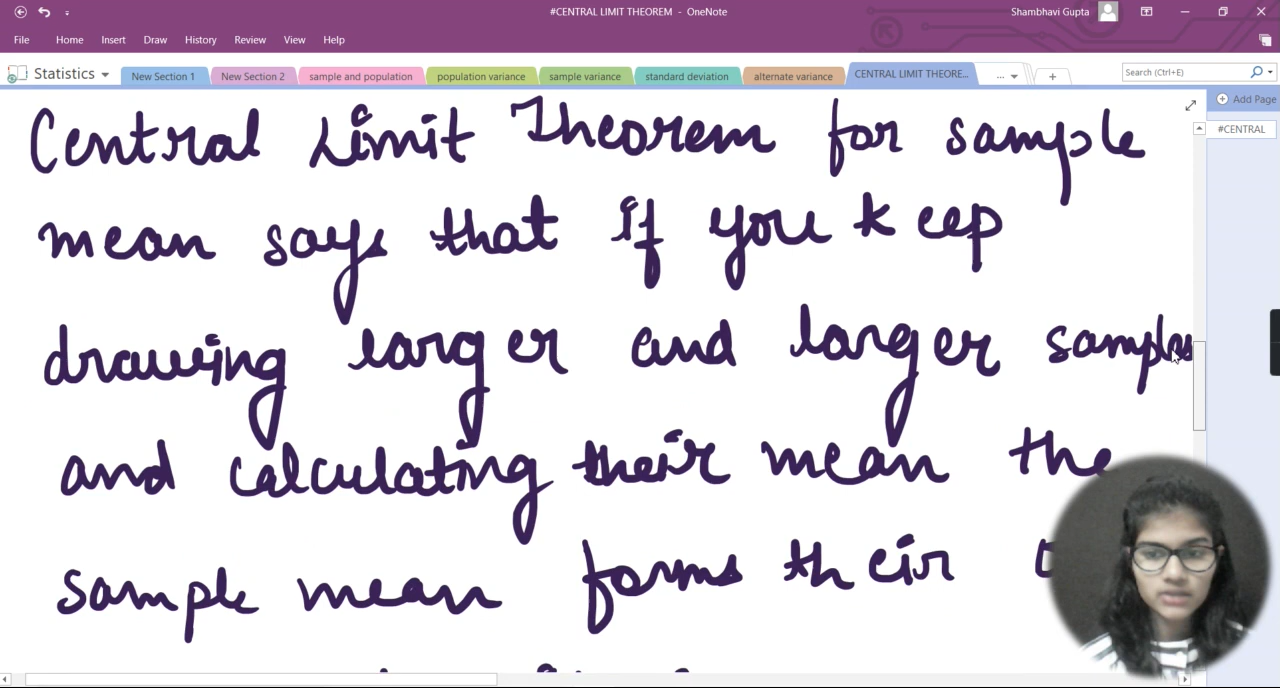 #CENTRAL LIMIT THEOREM - OneNote
Shambhavi Gupta
File Home Insert Draw History Review View Help
Statistics
New Section 1
New Section 2
sample and population
population variance
sample variance
standard deviation
alternate variance
CENTRAL LIMIT THEORE...
...
Search (Ctrl+E)
Add Page
#CENTRAL
Central Limit Theorem for sample
mean says that if you keep
drawing larger and larger samples
and calculating their mean the
sample mean forms their